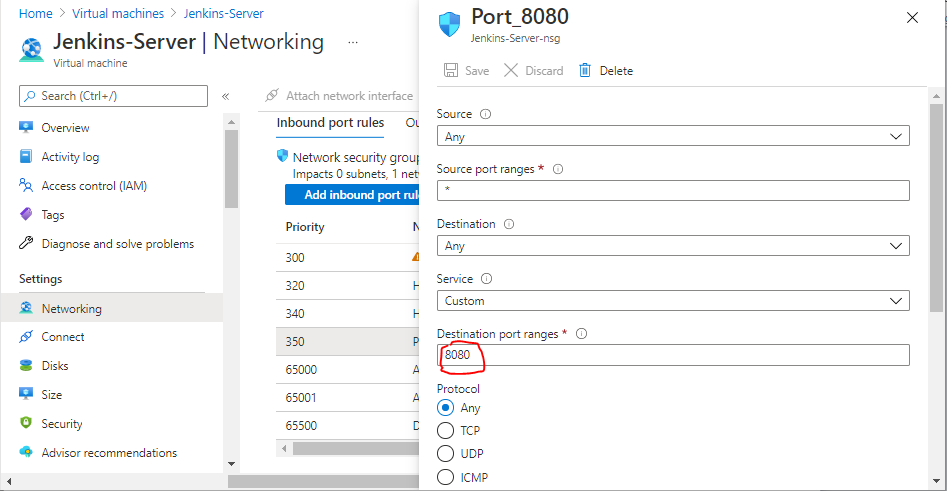 Home > Virtual machines > Jenkins-Server
Jenkins-Server | Networking ...
Virtual machine
Search (Ctrl+/)
«
Overview
Activity log
Access control (IAM)
Tags
Diagnose and solve problems
Settings
Networking
Connect
Disks
Size
Security
Advisor recommendations
Attach network interface
Inbound port rules Ou
Network security group
Impacts 0 subnets, 1 net
Add inbound port rul
Priority N
300
320 H
340 H
350 P
65000 A
65001 A
65500 D
Port_8080
Jenkins-Server-nsg
Save Discard Delete
Source
Any
Source port ranges *
*
Destination
Any
Service
Custom
Destination port ranges *
8080
Protocol
Any
TCP
UDP
ICMP